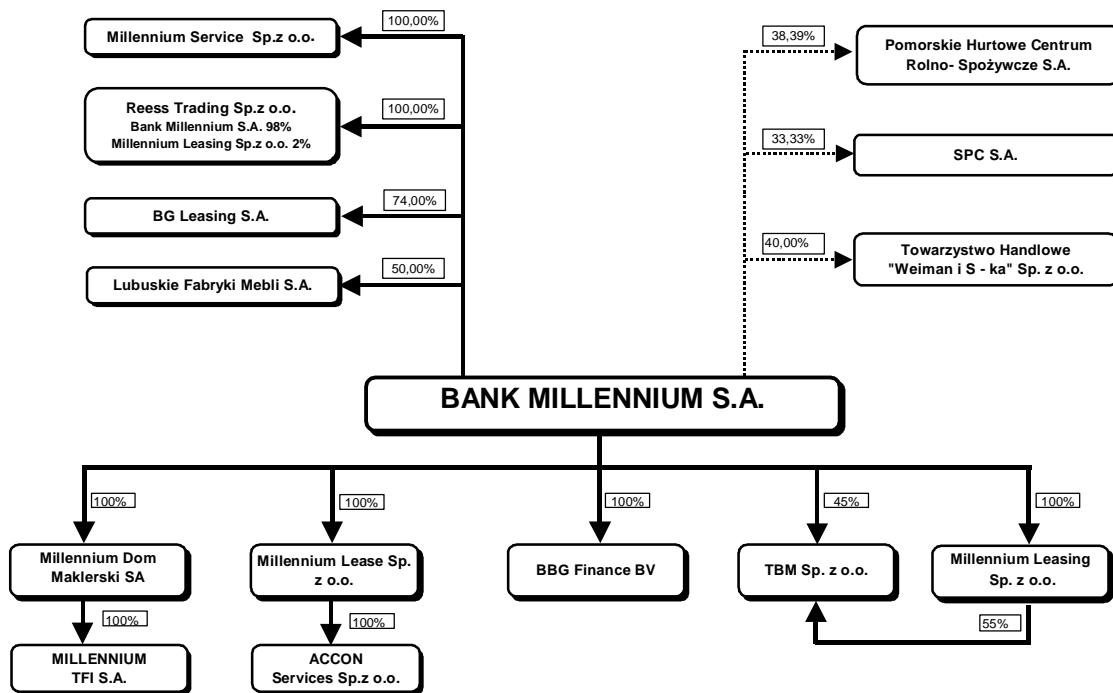 100,00%
Millennium Service Sp.z o.o.
38,39%
Pomorskie Hurtowe Centrum
Rolno- Spożywcze S.A.
100,00%
Reess Trading Sp.z o.o.
Bank Millennium S.A. 98%
Millennium Leasing Sp.z o.o. 2%
33,33%
SPC S.A.
74,00%
BG Leasing S.A.
40,00%
Towarzystwo Handlowe
"Weiman i S - ka" Sp. z o.o.
50,00%
Lubuskie Fabryki Mebli S.A.
BANK MILLENNIUM S.A.
100%
100%
100%
45%
100%
Millennium Dom
Maklerski SA
Millennium Lease Sp.
z o.o.
BBG Finance BV
TBM Sp. z o.o.
Millennium Leasing
Sp. z o.o.
100%
100%
55%
MILLENNIUM
TFI S.A.
ACCON
Services Sp.z o.o.